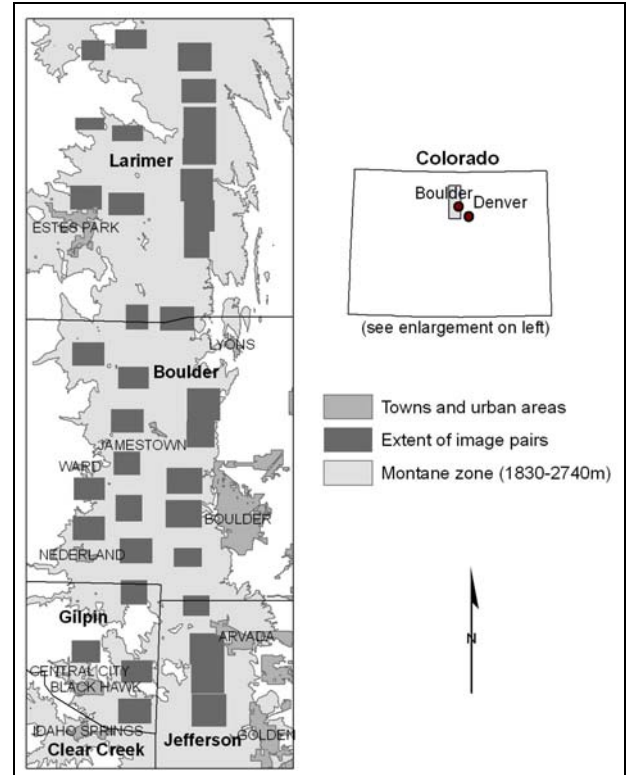 Larimer
ESTES PARK
LYONS
Boulder
JAMESTOWN
WARD
BOULDER
NEDERLAND
Gilpin
ARVADA
CENTRAL CITY
BLACK HAWK
IDAHO SPRINGS
Jefferson
GOLDEN
Clear Creek
Colorado
Boulder
Denver
(see enlargement on left)
Towns and urban areas
Extent of image pairs
Montane zone (1830-2740m)
N